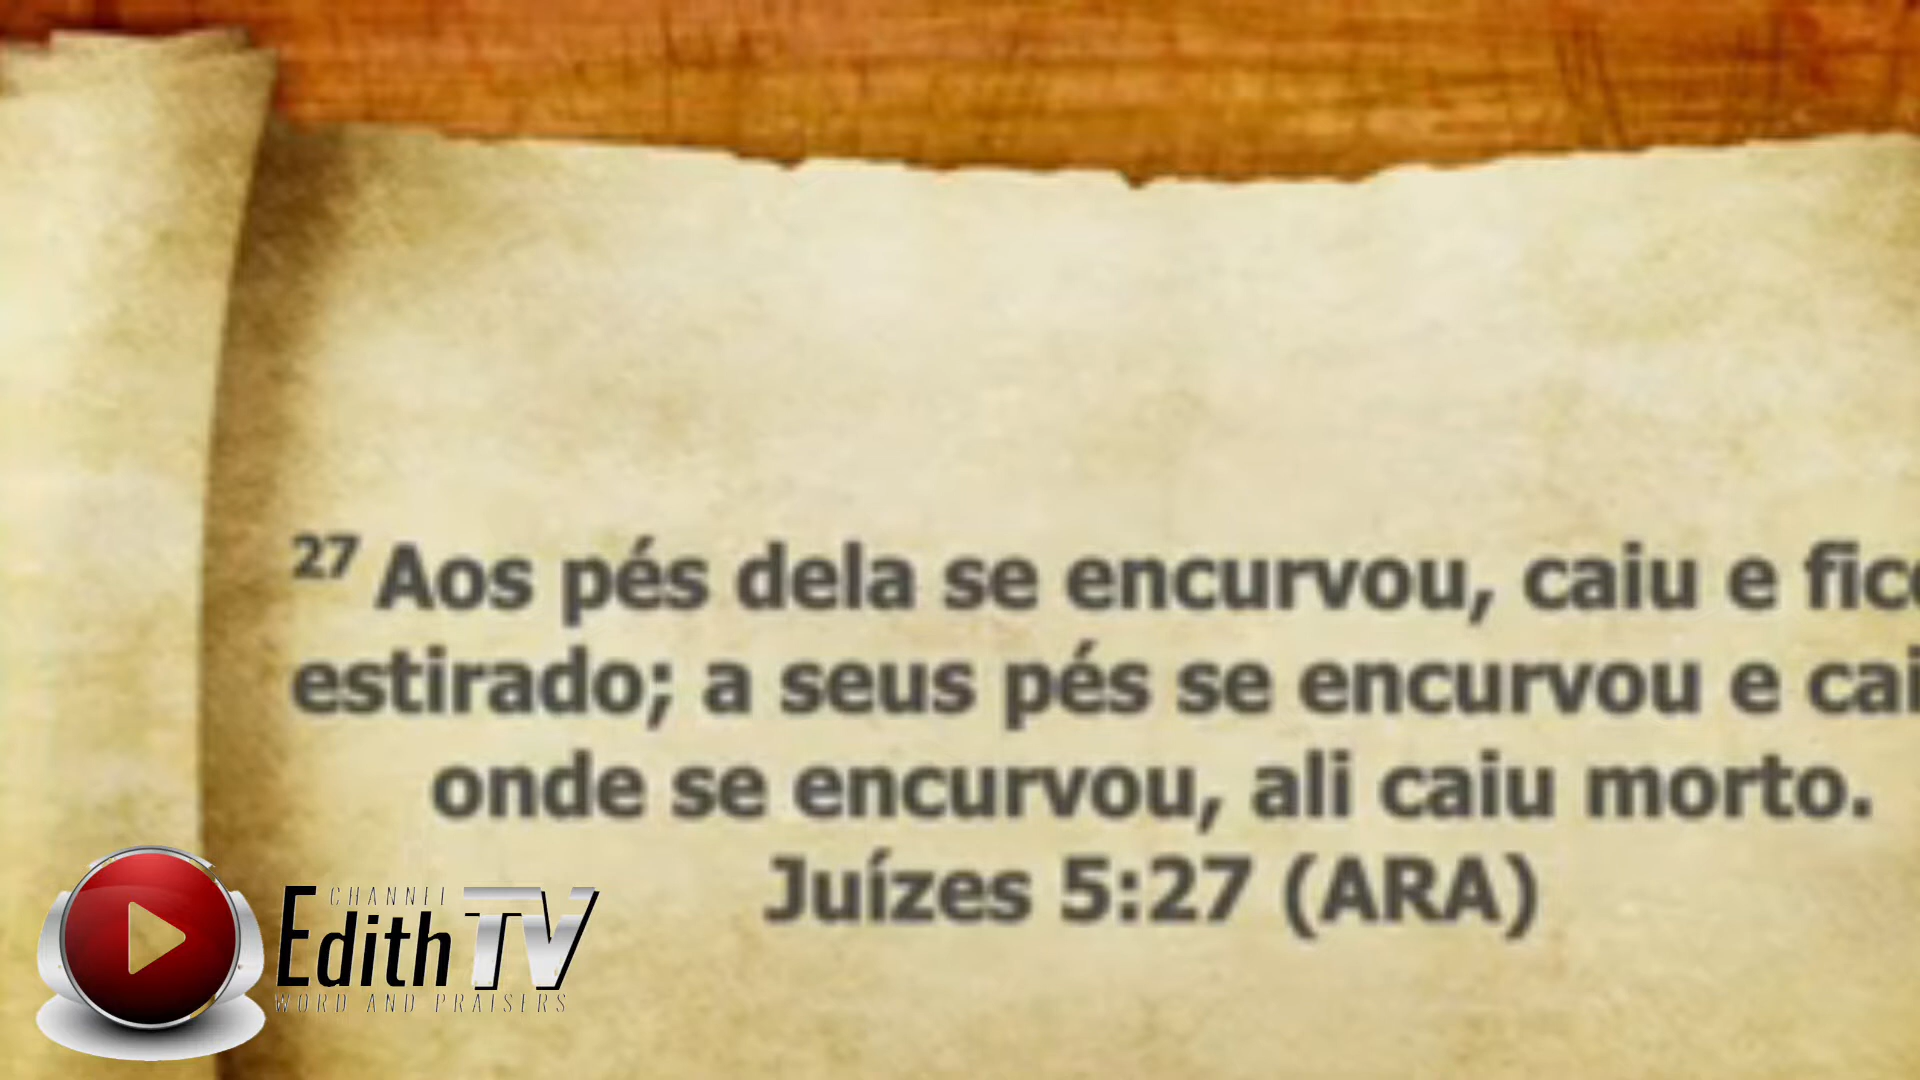 27 Aos pés dela se encurvou, caiu e fic
estirado; a seus pés se encurvou e cai
onde se encurvou, ali caiu morto.
Juízes 5:27 (ARA)
CHANNEL
Edith TV
WORD AND PRAISERS